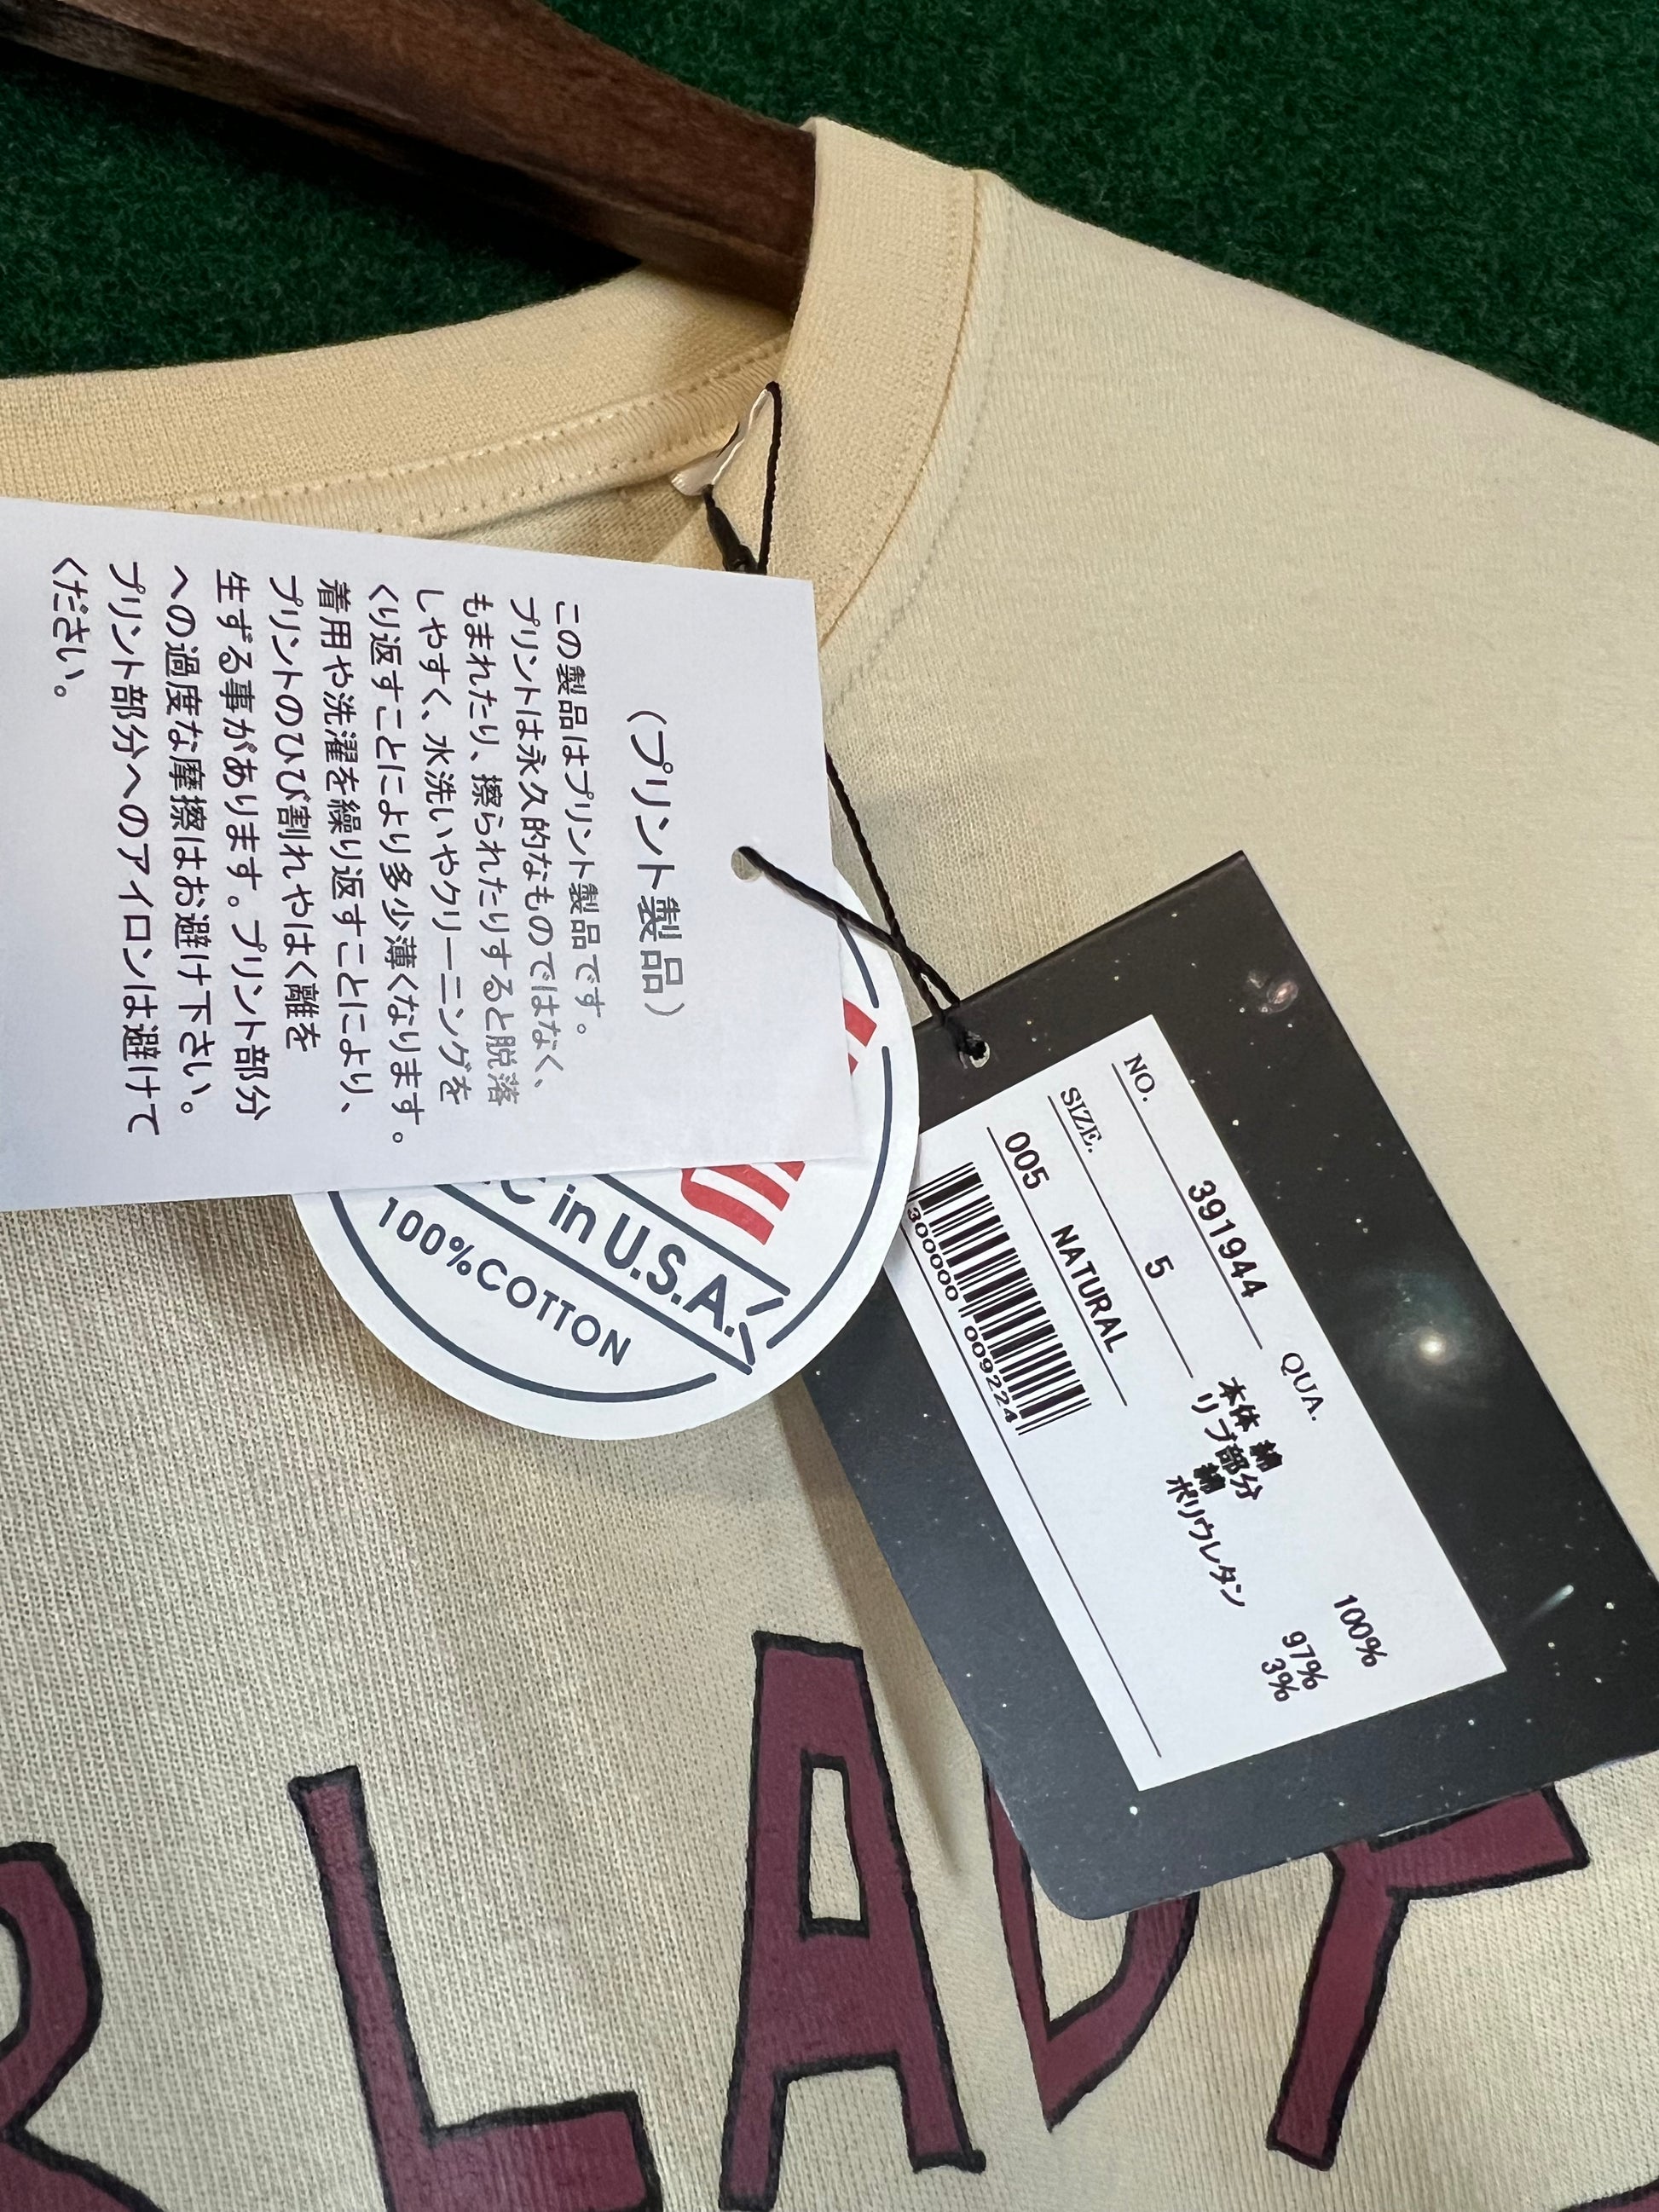 （プリント製品）
この製品はプリント製品です。
プリントは永久的なものではなく、
もまれたり、擦られたりすると脱落
しやすく、水洗いやクリーニングを
くり返すことにより多少薄くなります。
着用や洗濯を繰り返すことにより、
プリントのひび割れやはく離を
生ずる事があります。プリント部分
への過度な摩擦はお避け下さい。
プリント部分へのアイロンは避けて
ください。
in U.S.A.
100%COTTON
NO. 391944
SIZE. 5
005 NATURAL
300000 009224
QUA.
本体 綿 100%
リブ部分
綿 97%
ポリウレタン 3%
LADY